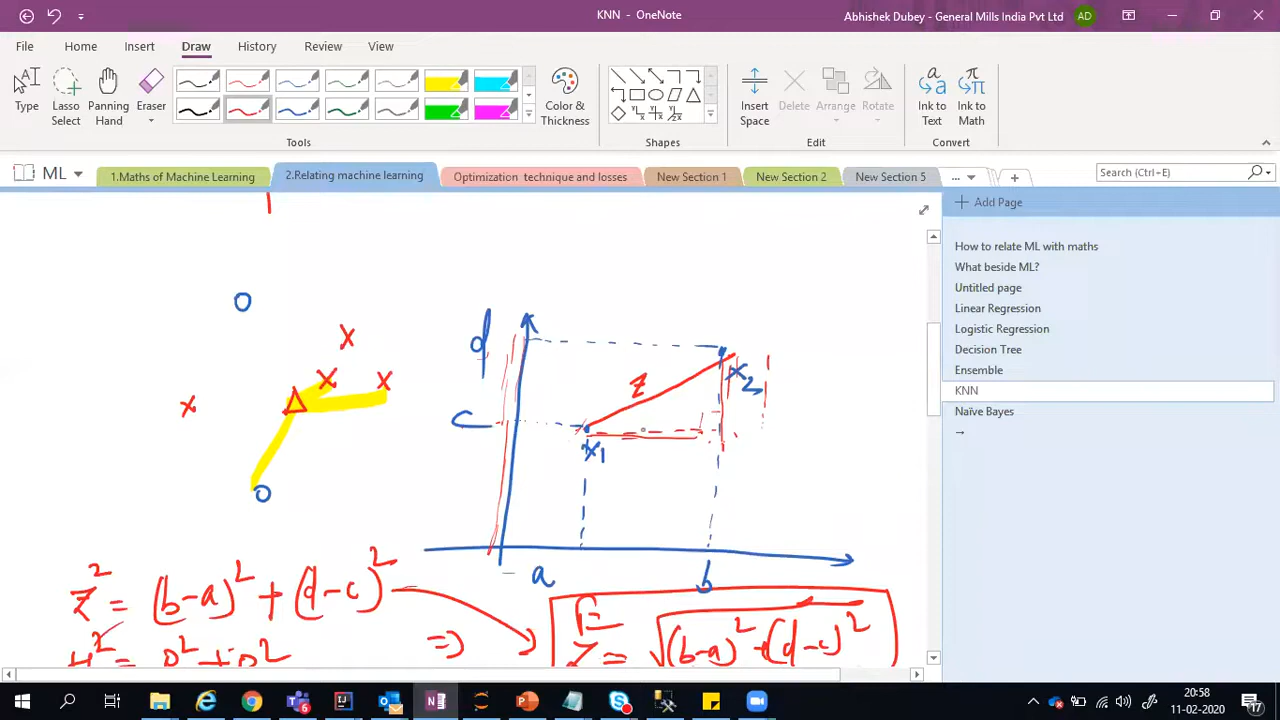 KNN - OneNote
Abhishek Dubey - General Mills India Pvt Ltd AD
File Home Insert Draw History Review View
Type
Lasso Select
Panning Hand
Eraser
Color & Thickness
Insert Space
Delete
Arrange
Rotate
Ink to Text
Ink to Math
Tools Shapes Edit Convert
ML
1.Maths of Machine Learning 2.Relating machine learning Optimization technique and losses New Section 1 New Section 2 New Section 5 ...
Search (Ctrl+E)
Add Page
How to relate ML with maths
What beside ML?
Untitled page
Linear Regression
Logistic Regression
Decision Tree
Ensemble
KNN
Naïve Bayes
→
O
X
X X
X
O
d
z
x2
c
x1
a b
z² = (b-a)² + (d-c)²
H² = P² + B²
⇒
E
z = √(b-a)² + (d-c)²
20:58
11-02-2020
17